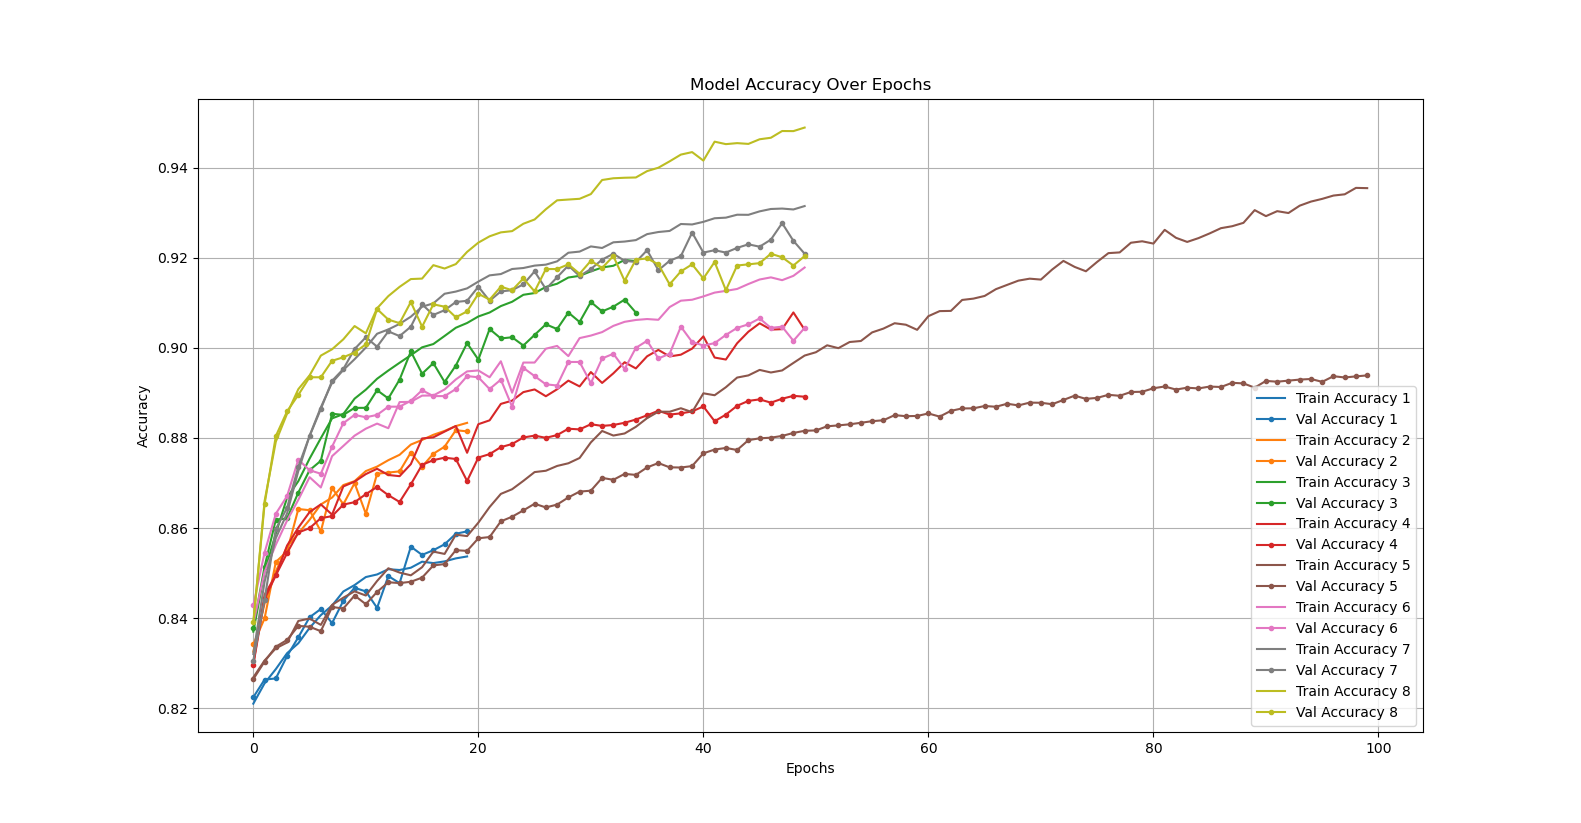 Model Accuracy Over Epochs
Accuracy
0.94
0.92
0.90
0.88
0.86
0.84
0.82
0
20
40
60
80
100
Epochs
Train Accuracy 1
Val Accuracy 1
Train Accuracy 2
Val Accuracy 2
Train Accuracy 3
Val Accuracy 3
Train Accuracy 4
Val Accuracy 4
Train Accuracy 5
Val Accuracy 5
Train Accuracy 6
Val Accuracy 6
Train Accuracy 7
Val Accuracy 7
Train Accuracy 8
Val Accuracy 8